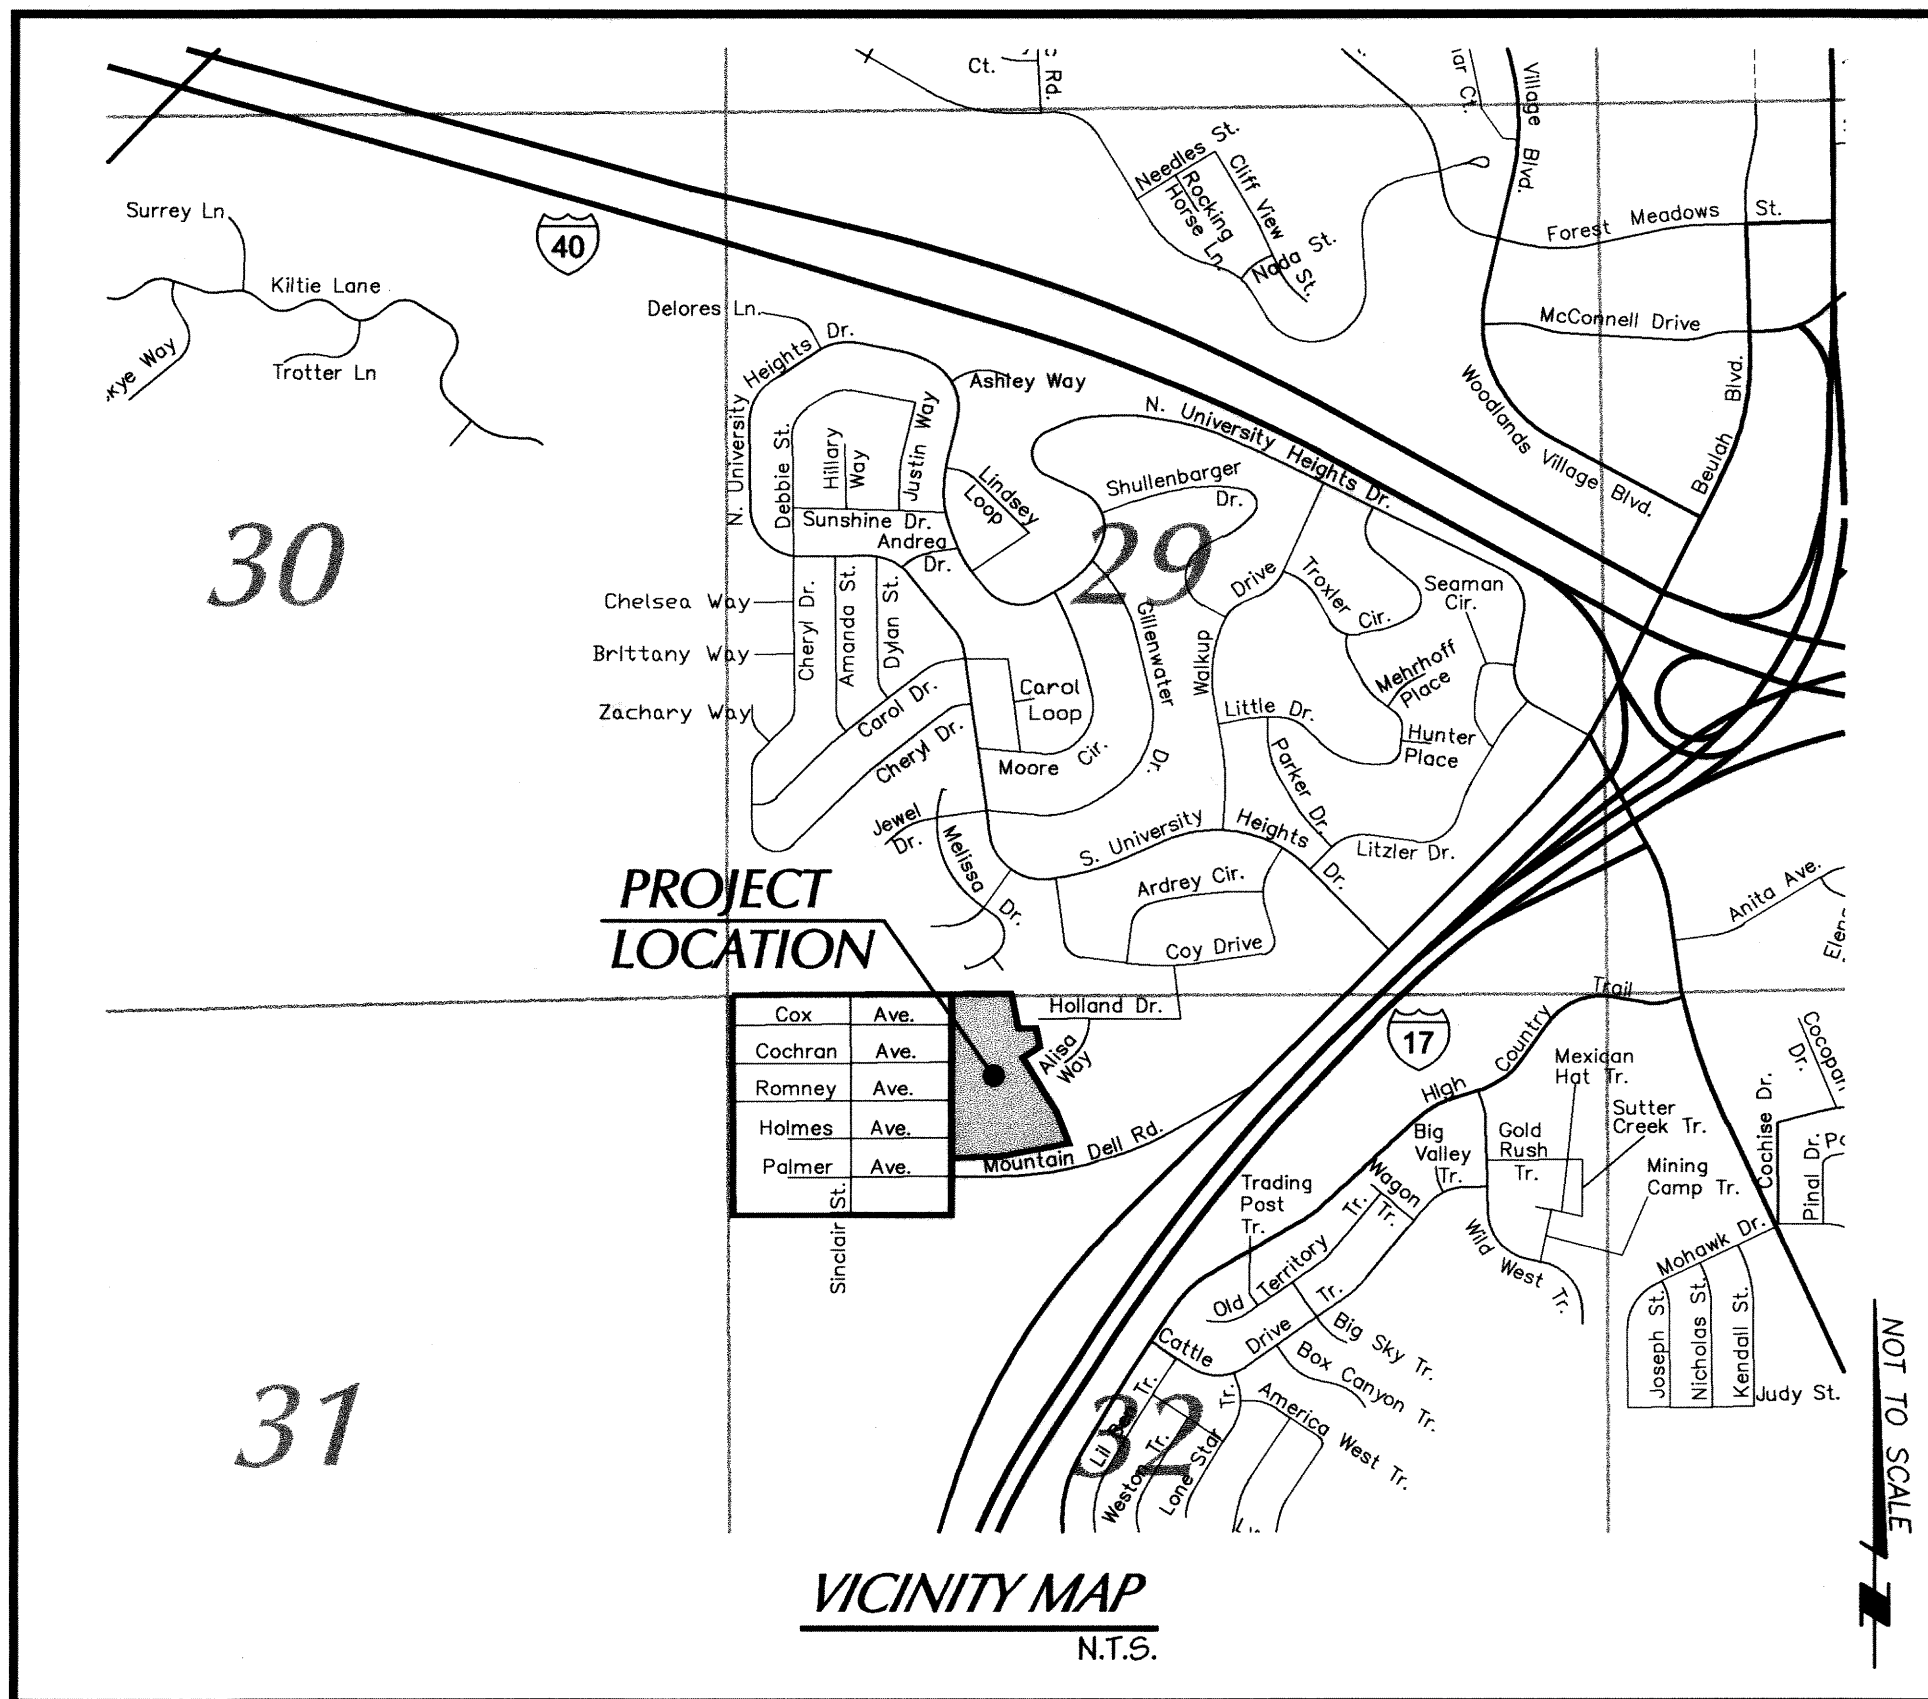 Ct.
Rd.
Village Blvd.
Needles St.
Cliff View St.
Rocking Horse Ln.
Nada St.
Surrey Ln
40
Kiltie Lane
Trotter Ln
Forest Meadows St.
McConnell Drive
Delores Ln.
N. University Heights Dr.
Ashley Way
N. University Heights Dr.
Woodlands Village Blvd.
Beulah Blvd.
Debbie St.
Hillary Way
Justin Way
Lindsey Loop
Shullenbarger Dr.
Sunshine Dr.
Andrea Dr.
30
29
Chelsea Way
Brittany Way
Zachary Way
Cheryl Dr.
Amanda St.
Dylan St.
Carol Dr.
Cheryl Dr.
Carol Loop
Moore Cir.
Gillenwater Dr.
Walkup Drive
Troxler Cir.
Seaman Cir.
Mehrhoff Place
Little Dr.
Hunter Place
Parker Dr.
Jewel Dr.
Melissa Dr.
S. University Heights Dr.
Litzler Dr.
Ardrey Cir.
Coy Drive
Anita Ave.
PROJECT
LOCATION
Cox Ave.
Cochran Ave.
Romney Ave.
Holmes Ave.
Palmer Ave.
Sinclair St.
Holland Dr.
Alisa Way
Mountain Dell Rd.
17
High Country Trail
Mexican
Hat Tr.
Sutter
Creek Tr.
Big
Valley
Tr.
Gold
Rush
Tr.
Mining
Camp Tr.
Cochise Dr.
Dr.
Pinal Dr.
Trading
Post
Tr.
Wagon Tr.
Old Territory Tr.
Wild West Tr.
Mohawk Dr.
Joseph St.
Nicholas St.
Kendall St.
Judy St.
Cattle Drive Tr.
Big Sky Tr.
Box Canyon Tr.
America West Tr.
Lil
Tr.
Weston Tr.
Lone Star Tr.
31
32
NOT TO SCALE
VICINITY MAP
N.T.S.